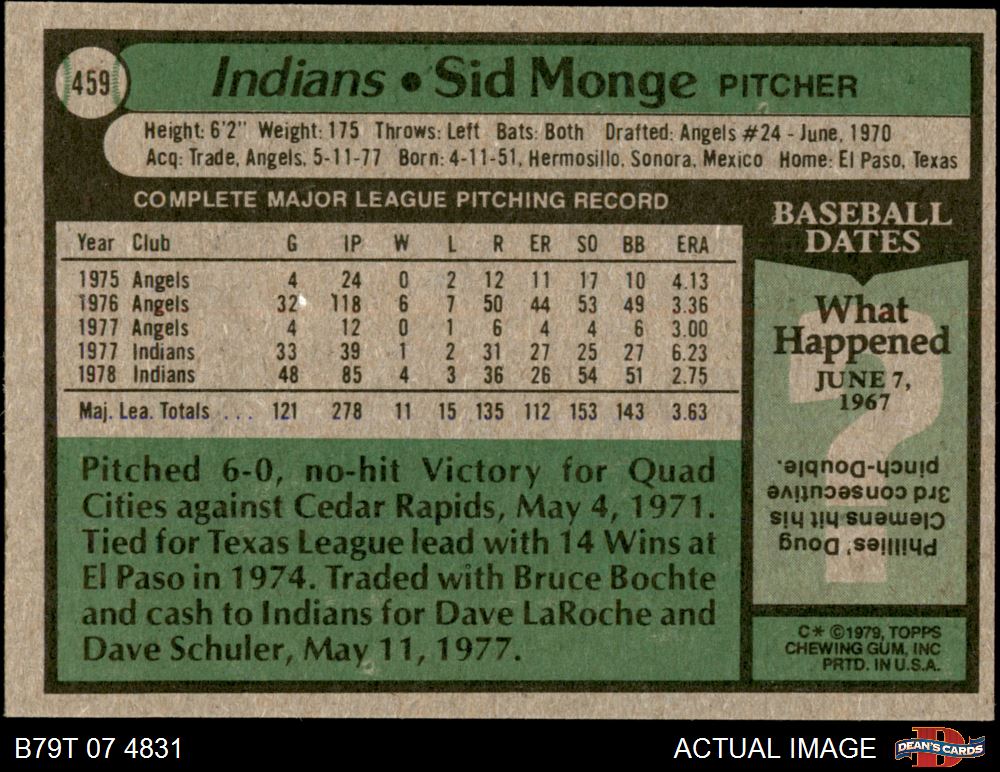 459
Indians • Sid Monge PITCHER
Height: 6'2" Weight: 175 Throws: Left Bats: Both Drafted: Angels #24 - June, 1970
Acq: Trade, Angels, 5-11-77 Born: 4-11-51, Hermosillo, Sonora, Mexico Home: El Paso, Texas
COMPLETE MAJOR LEAGUE PITCHING RECORD
Year Club G IP W L R ER SO BB ERA
1975 Angels 4 24 0 2 12 11 17 10 4.13
1976 Angels 32 118 6 7 50 44 53 49 3.36
1977 Angels 4 12 0 1 6 4 4 6 3.00
1977 Indians 33 39 1 2 31 27 25 27 6.23
1978 Indians 48 85 4 3 36 26 54 51 2.75
Maj. Lea. Totals . . . 121 278 11 15 135 112 153 143 3.63
Pitched 6-0, no-hit Victory for Quad
Cities against Cedar Rapids, May 4, 1971.
Tied for Texas League lead with 14 Wins at
El Paso in 1974. Traded with Bruce Bochte
and cash to Indians for Dave LaRoche and
Dave Schuler, May 11, 1977.
BASEBALL
DATES
What
Happened
JUNE 7,
1967
?
Phillies' Doug
Clemens hit his
3rd consecutive
pinch-Double.
C* ©1979, TOPPS
CHEWING GUM, INC
PRTD. IN U.S.A.
B79T 07 4831
ACTUAL IMAGE
D
DEAN'S CARDS